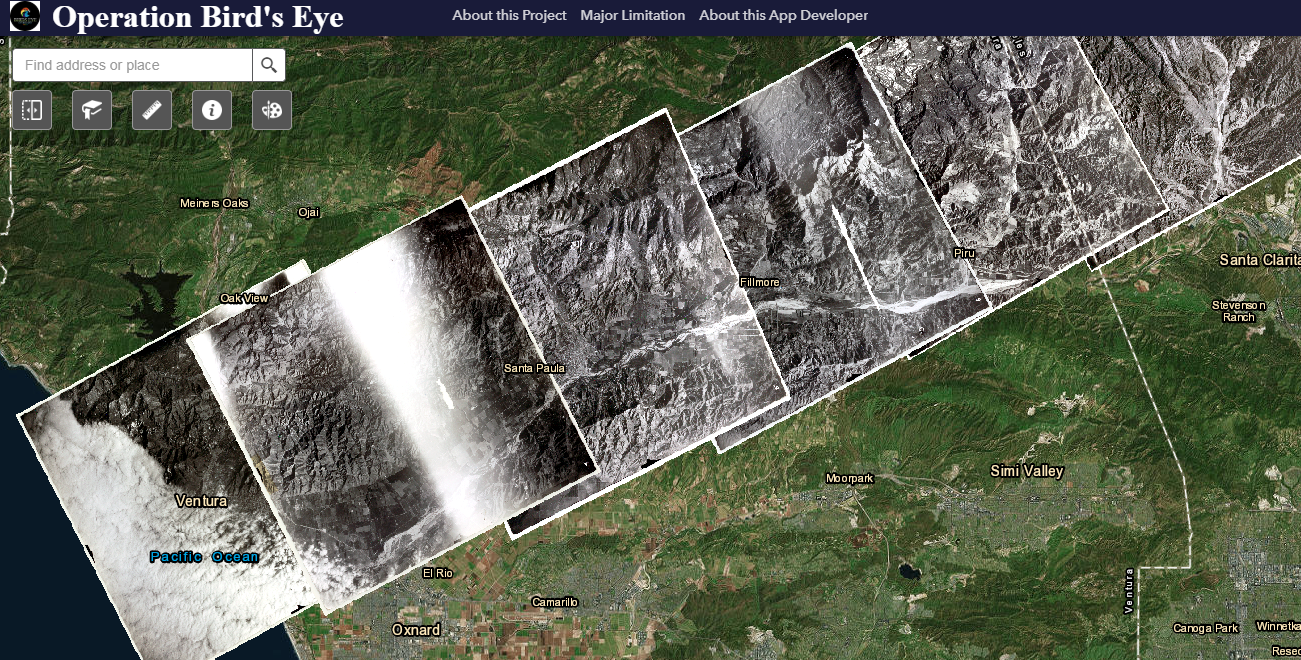 Operation Bird's Eye
About this Project
Major Limitation
About this App Developer
Find address or place
Meiners Oaks
Ojai
Oak View
Fillmore
Piru
Santa Clarita
Stevenson
Ranch
Santa Paula
Ventura
Pacific Ocean
Moorpark
Simi Valley
El Rio
Camarillo
Oxnard
Ventura
Canoga Park
Winnetka